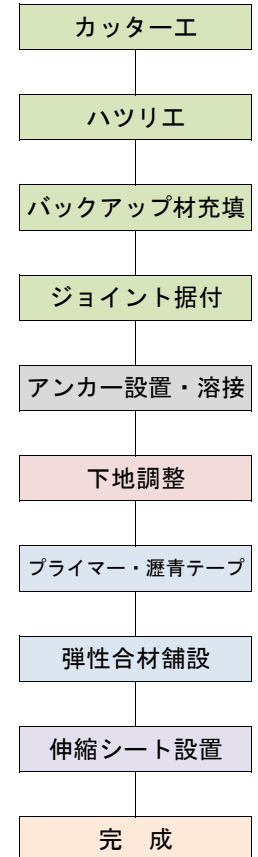 カッター工
ハツリ工
バックアップ材充填
ジョイント据付
アンカー設置・溶接
下地調整
プライマー・瀝青テープ
弾性合材舗設
伸縮シート設置
完　成